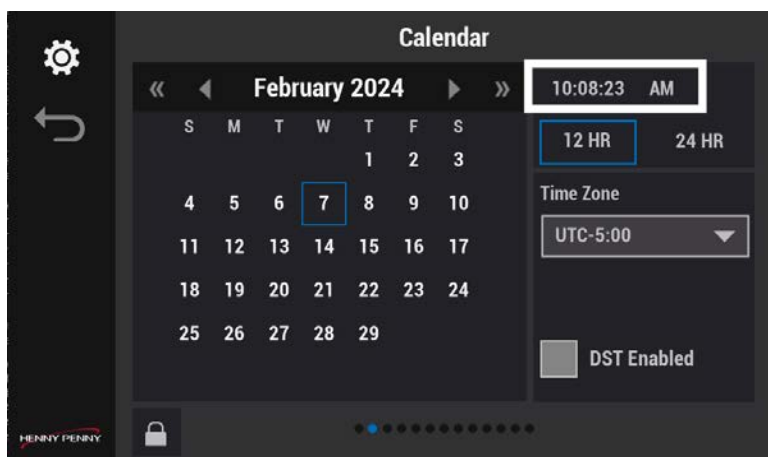 Calendar
« February 2024 »
S M T W T F S
1 2 3
4 5 6 7 8 9 10
11 12 13 14 15 16 17
18 19 20 21 22 23 24
25 26 27 28 29
10:08:23 AM
12 HR 24 HR
Time Zone
UTC-5:00
DST Enabled
HENNY PENNY